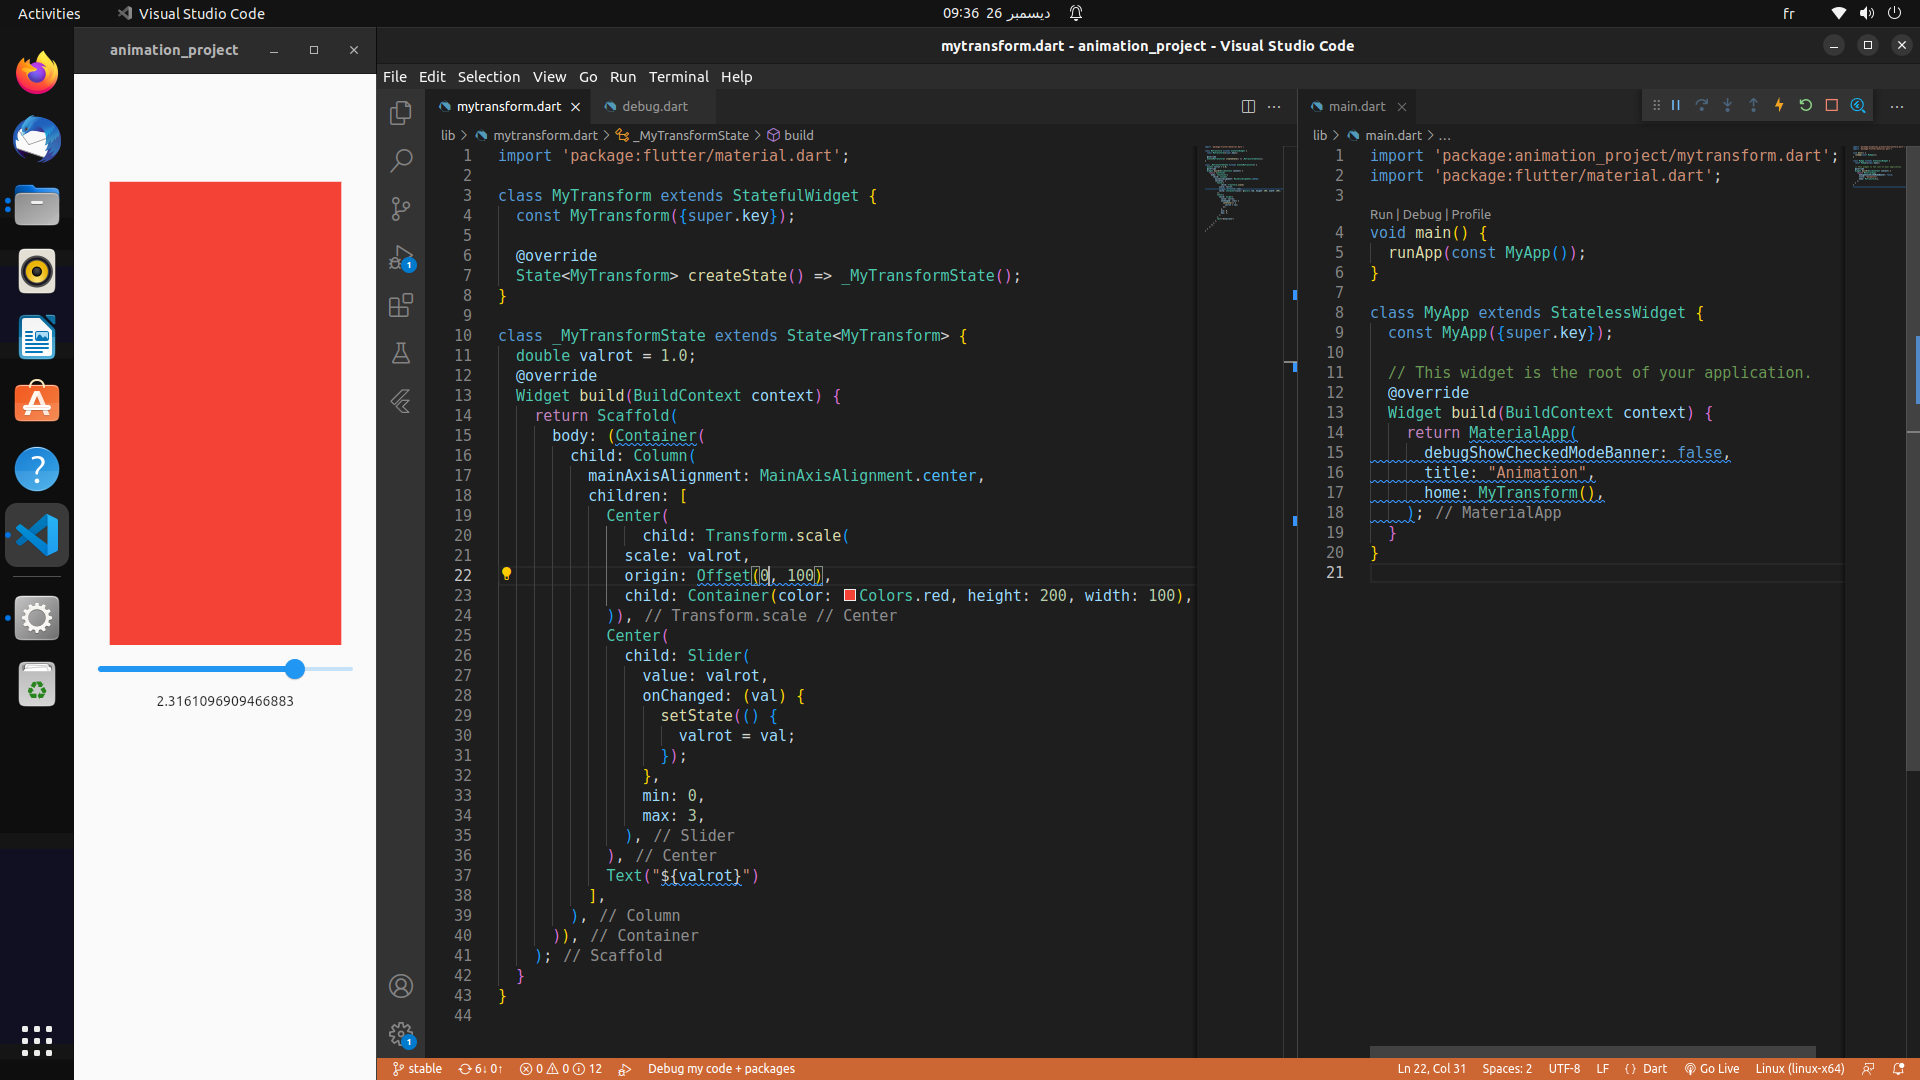 Activities
Visual Studio Code
09:36 26 ديسمبر
fr
animation_project
2.3161096909466883
mytransform.dart - animation_project - Visual Studio Code
File Edit Selection View Go Run Terminal Help
mytransform.dart
debug.dart
lib > mytransform.dart > _MyTransformState > build
1 import 'package:flutter/material.dart';
2
3 class MyTransform extends StatefulWidget {
4 const MyTransform({super.key});
5
6 @override
7 State<MyTransform> createState() => _MyTransformState();
8 }
9
10 class _MyTransformState extends State<MyTransform> {
11 double valrot = 1.0;
12 @override
13 Widget build(BuildContext context) {
14 return Scaffold(
15 body: (Container(
16 child: Column(
17 mainAxisAlignment: MainAxisAlignment.center,
18 children: [
19 Center(
20 child: Transform.scale(
21 scale: valrot,
22 origin: Offset(0, 100),
23 child: Container(color: Colors.red, height: 200, width: 100),
24 )), // Transform.scale // Center
25 Center(
26 child: Slider(
27 value: valrot,
28 onChanged: (val) {
29 setState(() {
30 valrot = val;
31 });
32 },
33 min: 0,
34 max: 3,
35 ), // Slider
36 ), // Center
37 Text("${valrot}")
38 ],
39 ), // Column
40 )), // Container
41 ); // Scaffold
42 }
43 }
44
main.dart
lib > main.dart > ...
1 import 'package:animation_project/mytransform.dart';
2 import 'package:flutter/material.dart';
3
Run | Debug | Profile
4 void main() {
5 runApp(const MyApp());
6 }
7
8 class MyApp extends StatelessWidget {
9 const MyApp({super.key});
10
11 // This widget is the root of your application.
12 @override
13 Widget build(BuildContext context) {
14 return MaterialApp(
15 debugShowCheckedModeBanner: false,
16 title: "Animation",
17 home: MyTransform(),
18 ); // MaterialApp
19 }
20 }
21
1
1
stable 6↓ 0↑ 0 0 12 Debug my code + packages
Ln 22, Col 31 Spaces: 2 UTF-8 LF {} Dart Go Live Linux (linux-x64)